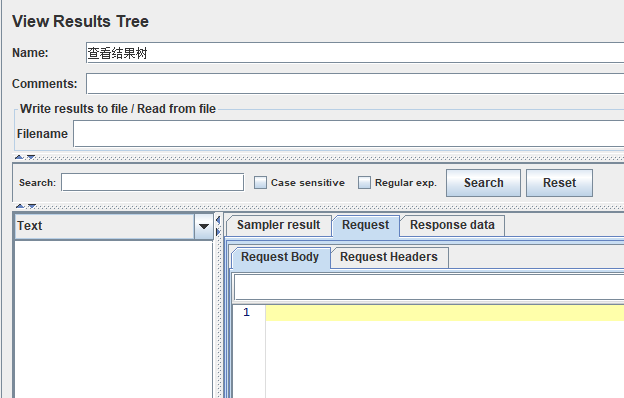 View Results Tree
Name: 查看结果树
Comments:
Write results to file / Read from file
Filename
Search: Case sensitive Regular exp. Search Reset
Text Sampler result Request Response data
Request Body Request Headers
1